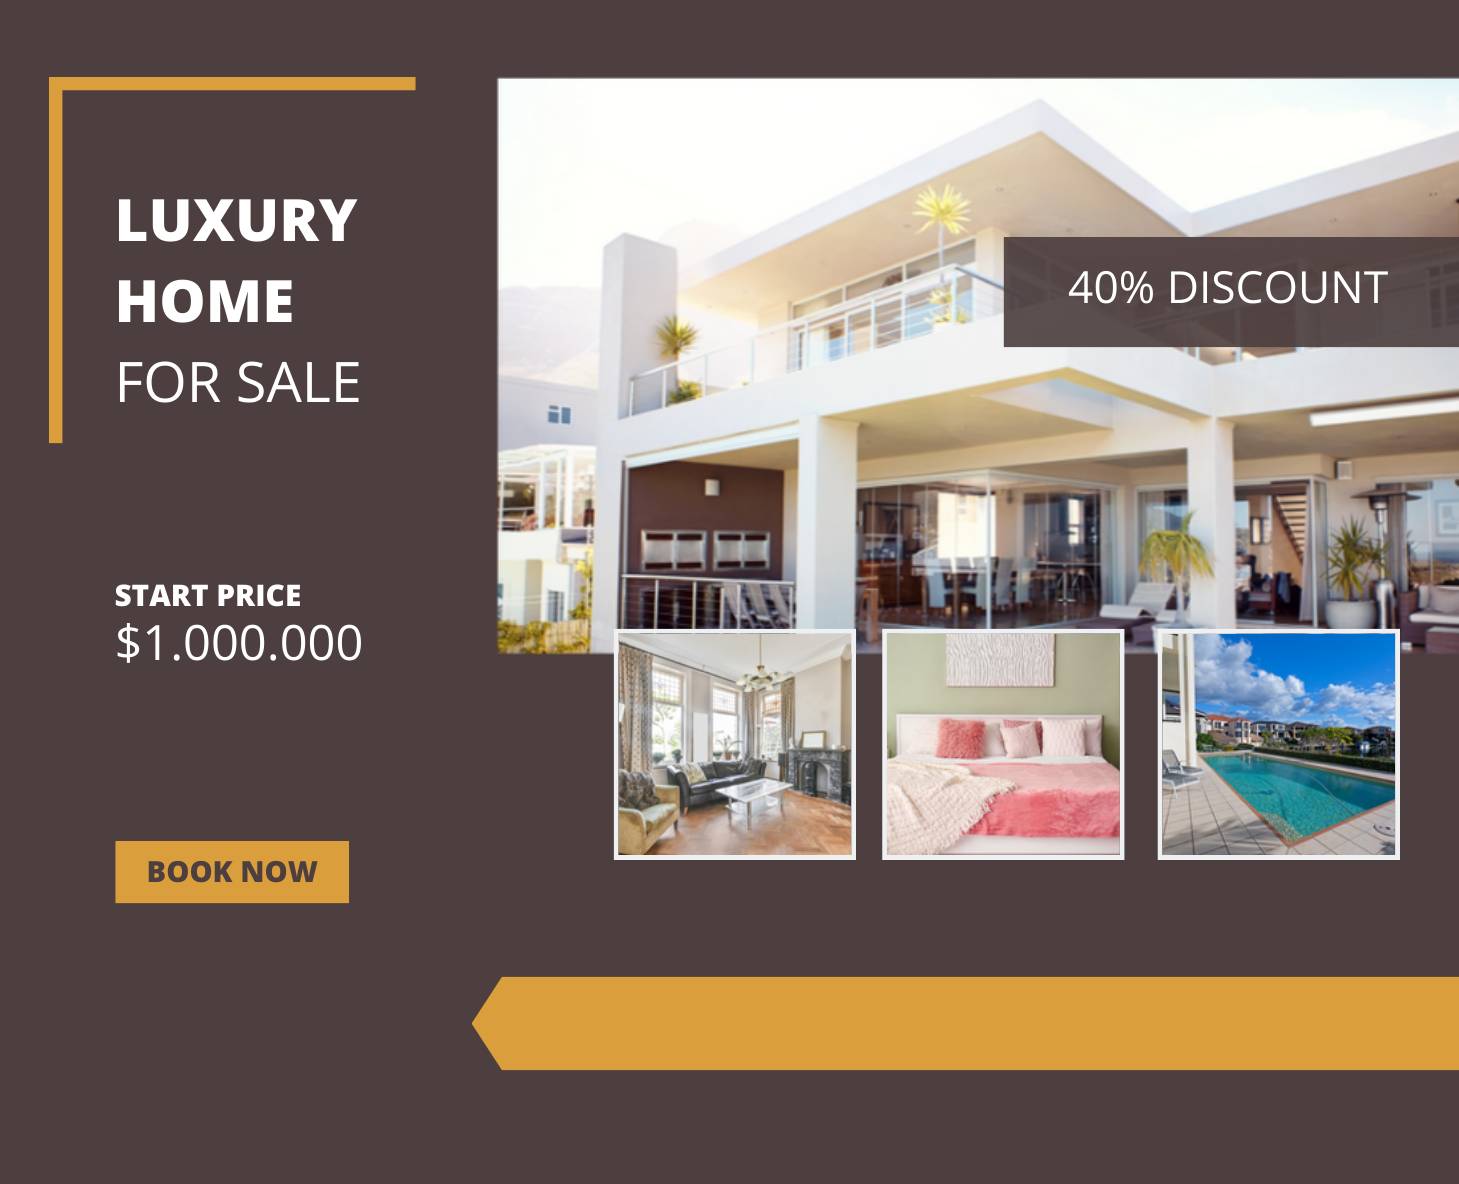 LUXURY
HOME
FOR SALE
40% DISCOUNT
START PRICE
$1.000.000
BOOK NOW